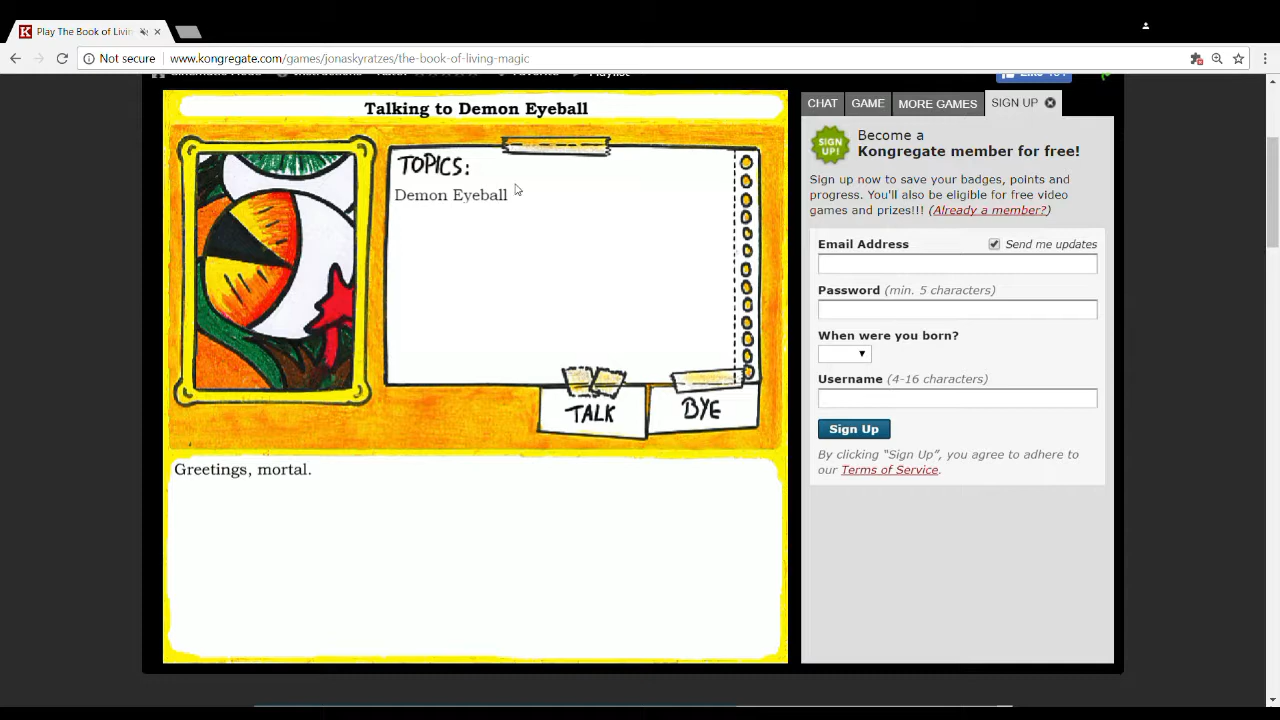 Play The Book of Livin
Not secure
www.kongregate.com/games/jonaskyratzes/the-book-of-living-magic
Playlist
Talking to Demon Eyeball
TOPICS:
Demon Eyeball
TALK
BYE
Greetings, mortal.
CHAT
GAME
MORE GAMES
SIGN UP
SIGN UP!
Become a
Kongregate member for free!
Sign up now to save your badges, points and
progress. You'll also be eligible for free video
games and prizes!!! (Already a member?)
Email Address
Send me updates
Password (min. 5 characters)
When were you born?
Username (4-16 characters)
Sign Up
By clicking “Sign Up”, you agree to adhere to
our Terms of Service.